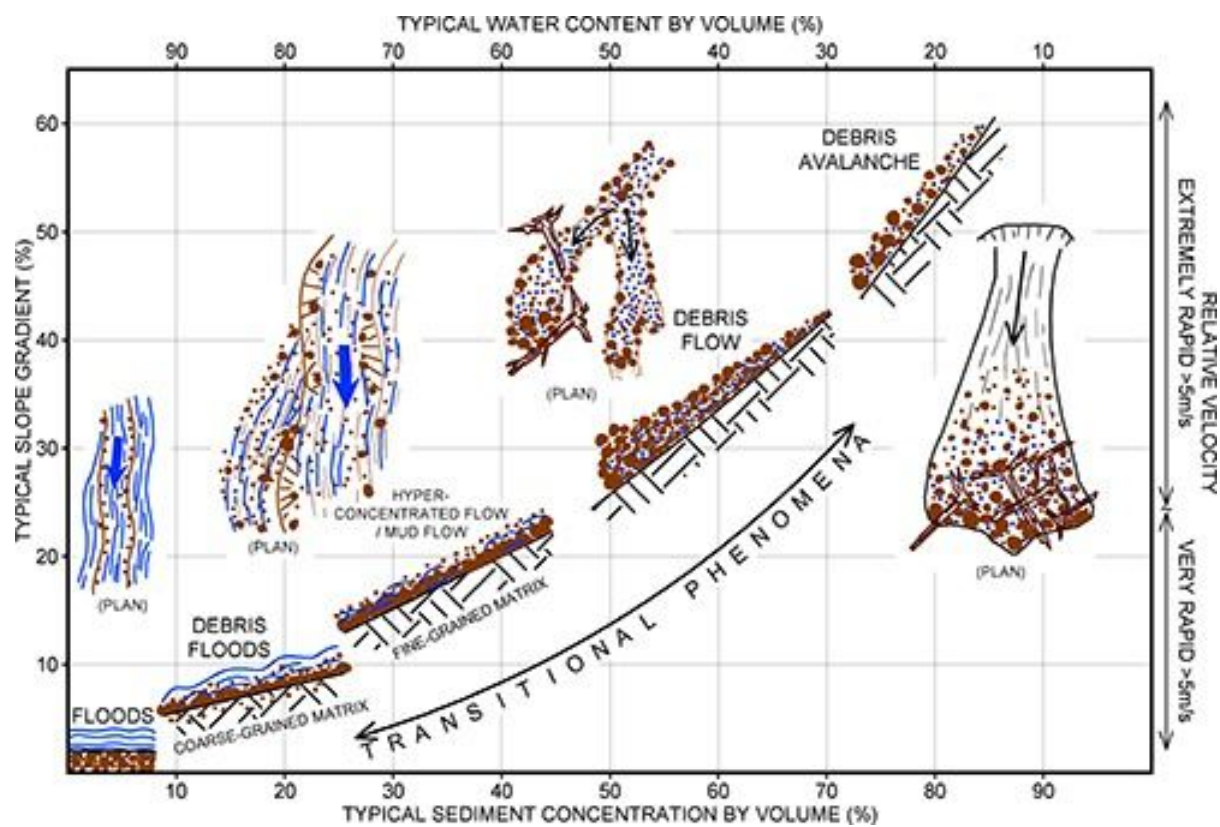 TYPICAL WATER CONTENT BY VOLUME (%)
90 80 70 60 50 40 30 20 10
TYPICAL SLOPE GRADIENT (%)
60
50
40
30
20
10
DEBRIS
AVALANCHE
DEBRIS
FLOW
(PLAN)
HYPER-
CONCENTRATED FLOW
/ MUD FLOW
(PLAN)
(PLAN)
(PLAN)
DEBRIS
FLOODS
FINE-GRAINED MATRIX
FLOODS
COARSE-GRAINED MATRIX
TRANSITIONAL PHENOMENA
EXTREMELY RAPID >5m/s
VERY RAPID >5m/s
RELATIVE VELOCITY
10 20 30 40 50 60 70 80 90
TYPICAL SEDIMENT CONCENTRATION BY VOLUME (%)